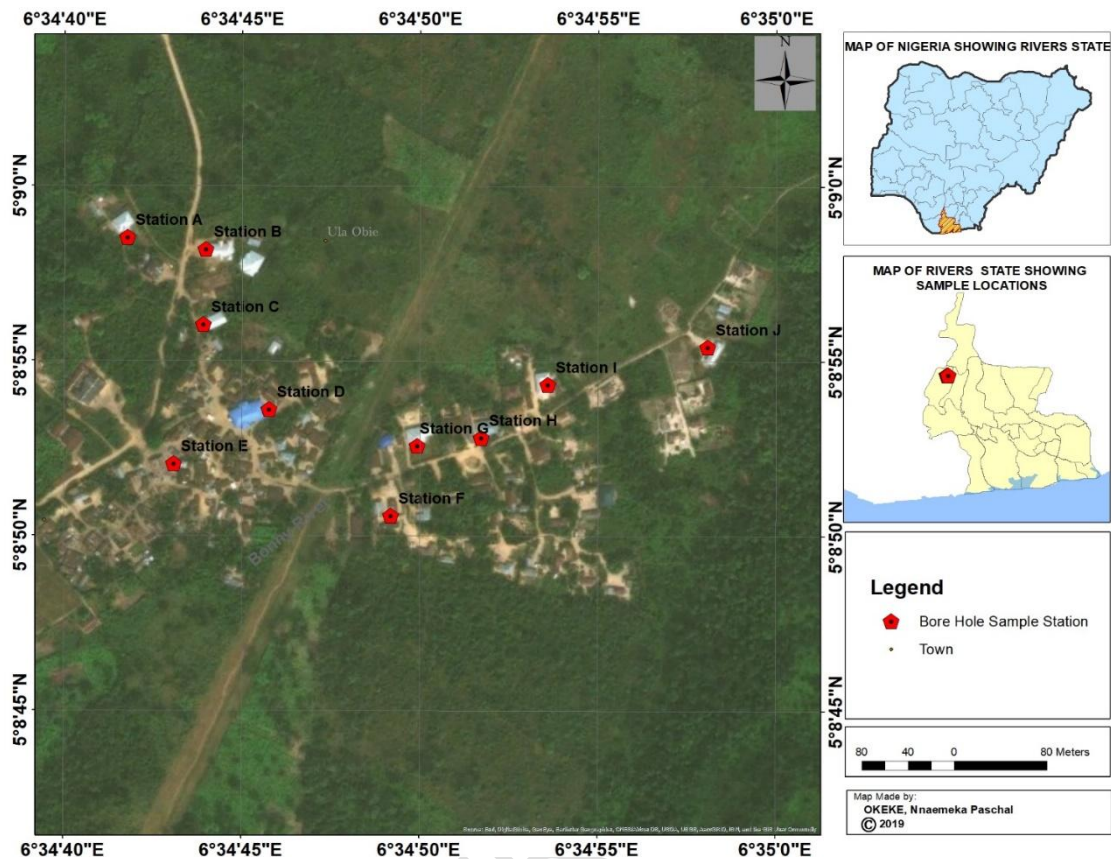 6°34'40"E 6°34'45"E 6°34'50"E 6°34'55"E 6°35'0"E
N
MAP OF NIGERIA SHOWING RIVERS STATE
5°9'0"N
5°9'0"N
Station A
Station B
Ula Obie
Station C
MAP OF RIVERS STATE SHOWING
SAMPLE LOCATIONS
5°8'55"N
5°8'55"N
Station J
Station I
Station D
Station H
Station G
Station E
Station F
5°8'50"N
5°8'50"N
Legend
Bore Hole Sample Station
Town
5°8'45"N
5°8'45"N
80 40 0 80 Meters
Map Made by:
OKEKE, Nnaemeka Paschal
© 2019
6°34'40"E 6°34'45"E 6°34'50"E 6°34'55"E 6°35'0"E